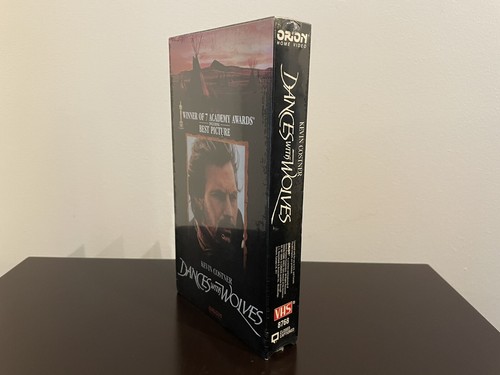 WINNER OF 7 ACADEMY AWARDS®
BEST PICTURE
KEVIN COSTNER
DANCES WITH WOLVES
ORION®
HOME VIDEO
KEVIN COSTNER
DANCES WITH WOLVES
VHS
8768